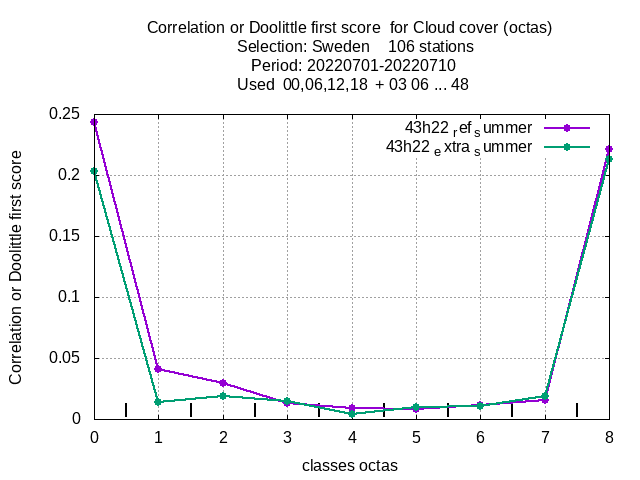 Correlation or Doolittle first score  for Cloud cover (octas)
Selection: Sweden    106 stations
Period: 20220701-20220710
Used  00,06,12,18  + 03 06 ... 48
43h22 ref summer
43h22 extra summer
Correlation or Doolittle first score
0.25
0.2
0.15
0.1
0.05
0
0 1 2 3 4 5 6 7 8
classes octas